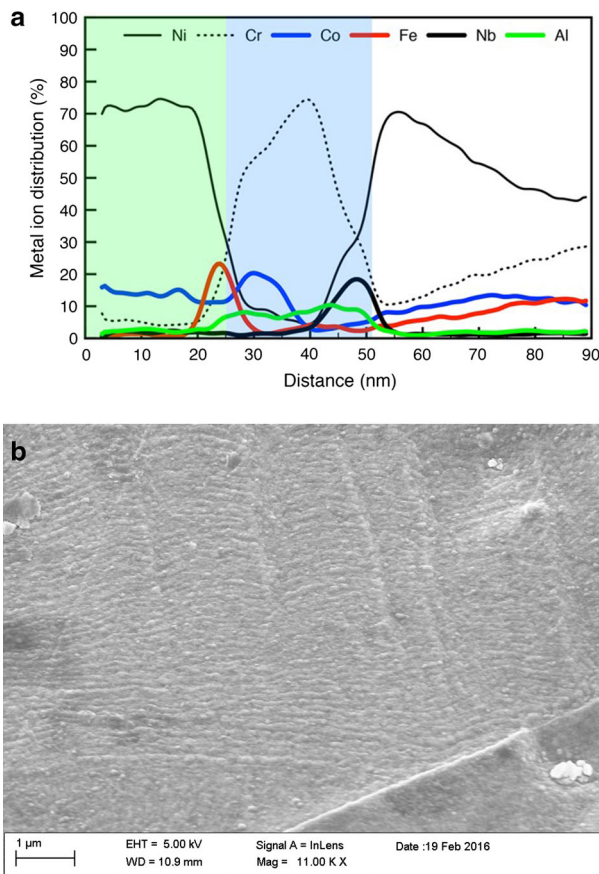 a
100
90
80
70
60
50
40
30
20
10
0
Metal ion distribution (%)
Ni Cr Co Fe Nb Al
0 10 20 30 40 50 60 70 80 90
Distance (nm)
b
1 µm
EHT = 5.00 kV
WD = 10.9 mm
Signal A = InLens
Mag = 11.00 K X
Date :19 Feb 2016